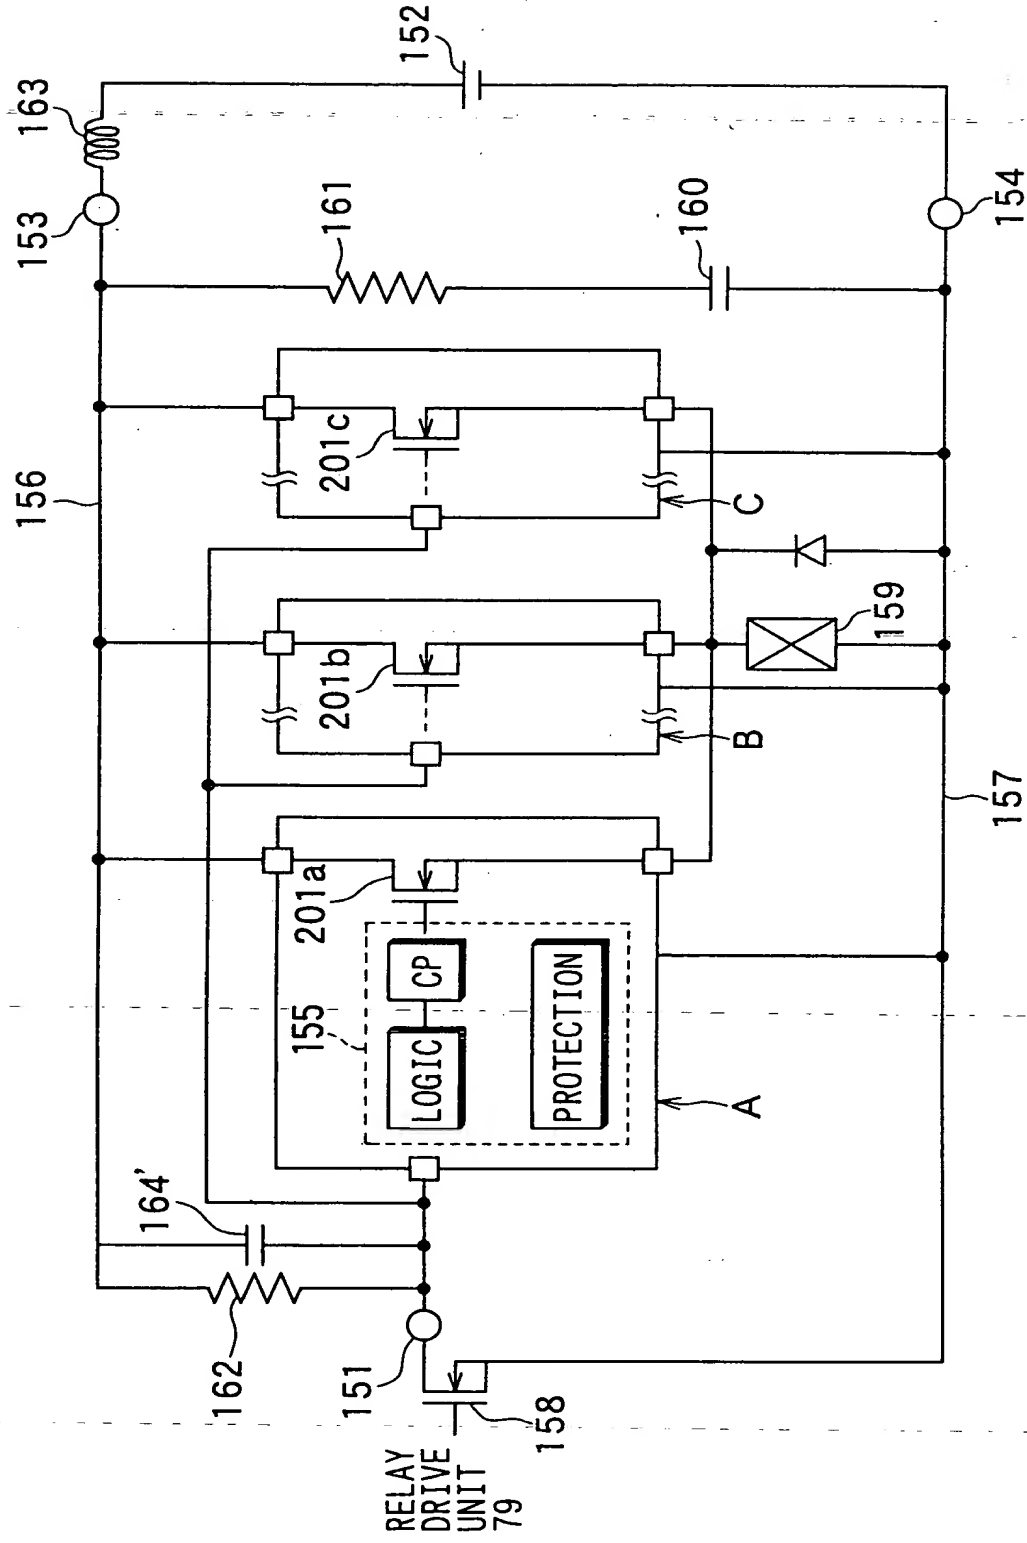 RELAY
DRIVE
UNIT
79
158
151
162
164'
155
LOGIC
CP
PROTECTION
A
201a
201b
B
159
201c
C
156
157
161
160
153
154
163
152